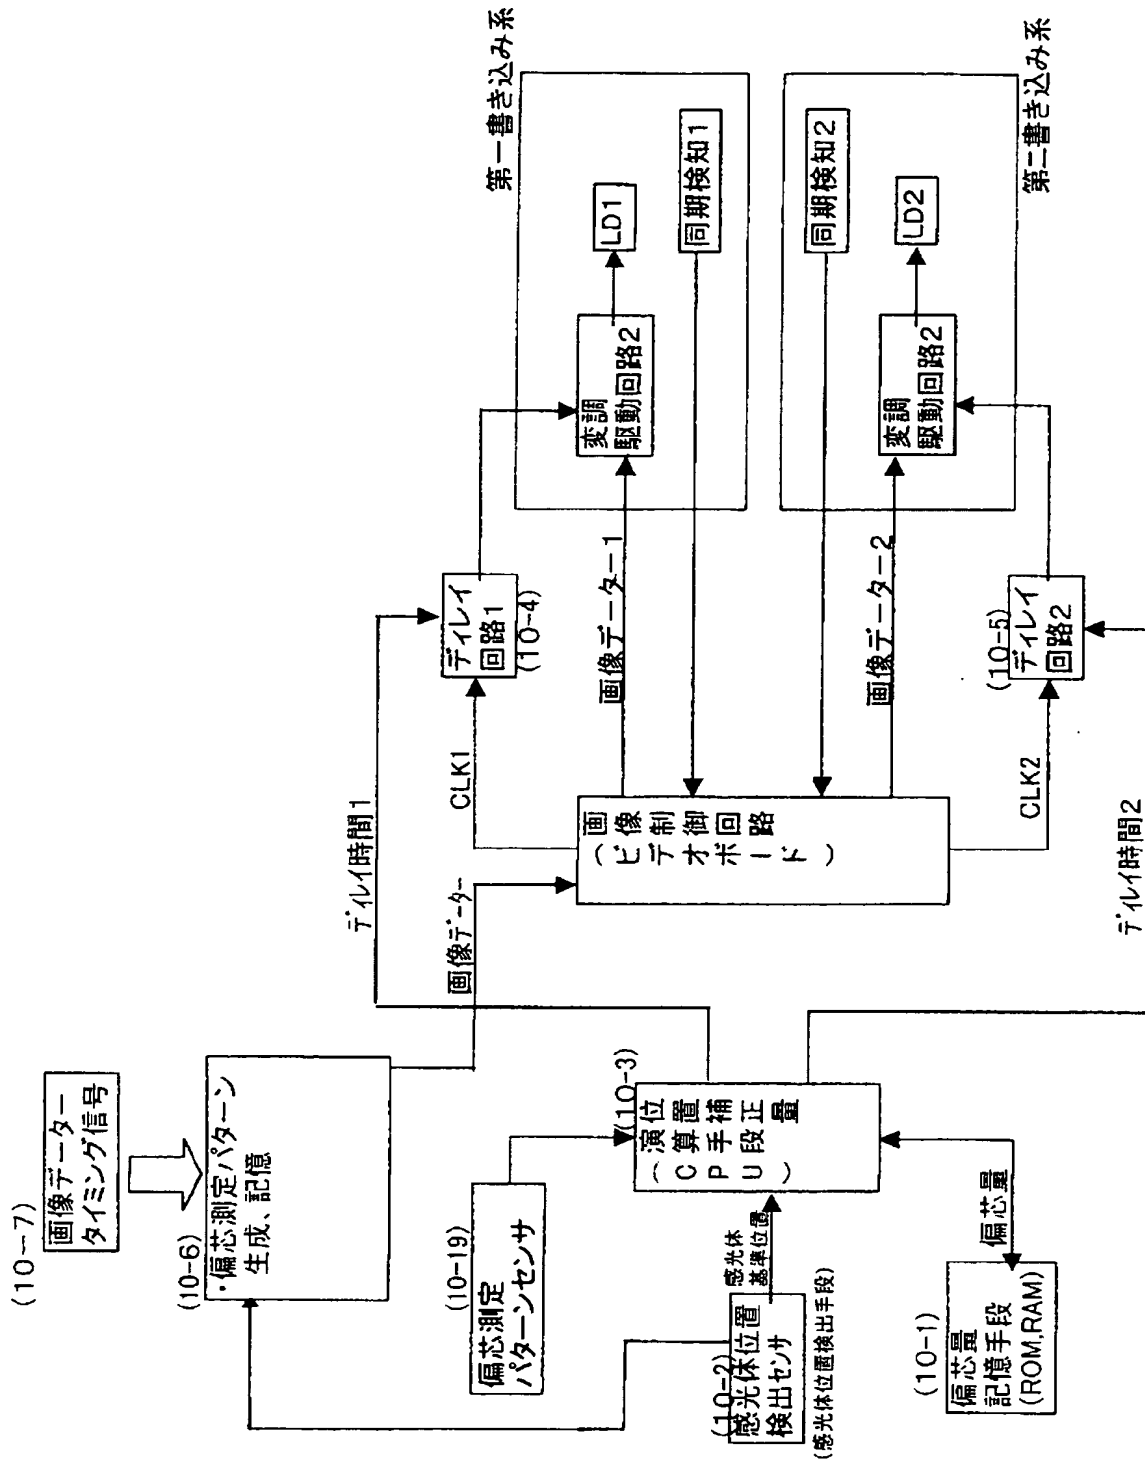 (10-7)
画像データー
タイミング信号
(10-6)
・偏芯測定パターン
生成、記憶
(10-19)
偏芯測定
パターンセンサ
(10-2)
感光体位置
検出センサ
(感光体位置検出手段)
感光体
基準位置
(10-1)
偏芯量
記憶手段
(ROM,RAM)
偏芯量
(10-3)
位置補正量
演算手段
(CPU)
画像データー
ディレイ時間1
ディレイ時間2
画像制御回路
(ビデオボード)
CLK1
CLK2
ディレイ
回路1
(10-4)
(10-5)
ディレイ
回路2
画像データー1
画像データー2
第一書き込み系
変調
駆動回路2
LD1
同期検知1
同期検知2
変調
駆動回路2
LD2
第二書き込み系